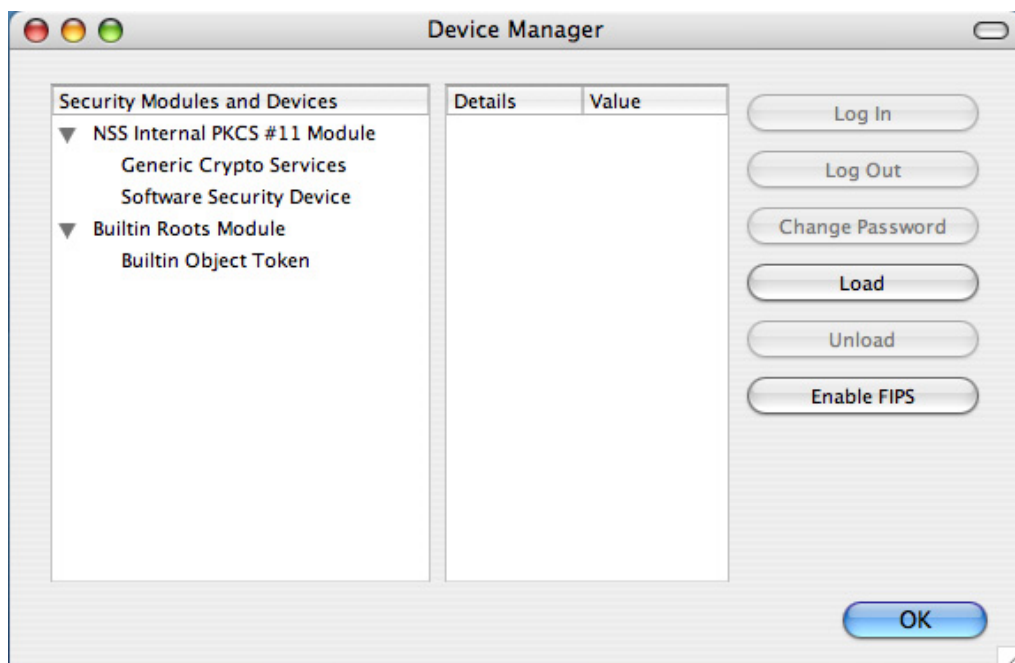 Device Manager
Security Modules and Devices
NSS Internal PKCS #11 Module
Generic Crypto Services
Software Security Device
Builtin Roots Module
Builtin Object Token
Details Value
Log In
Log Out
Change Password
Load
Unload
Enable FIPS
OK